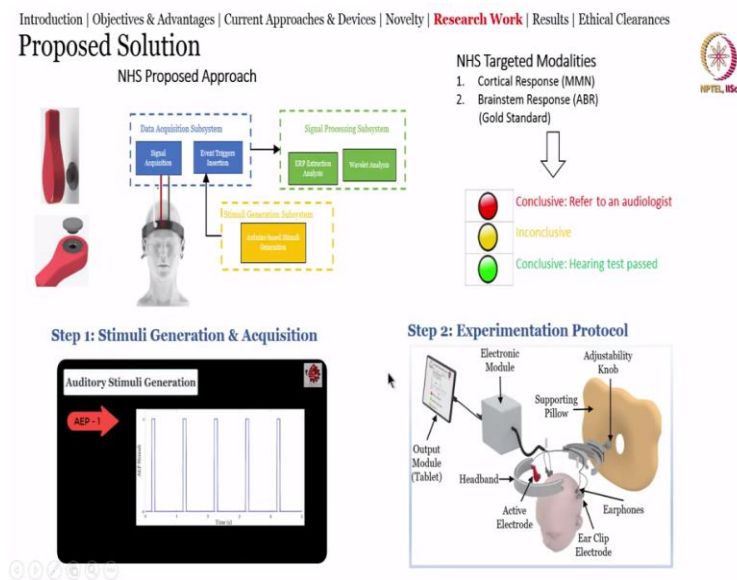 Introduction | Objectives & Advantages | Current Approaches & Devices | Novelty | Research Work | Results | Ethical Clearances
Proposed Solution
NHS Proposed Approach
Data Acquisition Subsystem
Signal
Acquisition
Event Triggers
Insertion
Signal Processing Subsystem
ERP Extraction
Analysis
Wavelet Analysis
Stimuli Generation Subsystem
Arduino based Stimuli
Generation
NHS Targeted Modalities
1. Cortical Response (MMN)
2. Brainstem Response (ABR)
(Gold Standard)
NPTEL, IISc
Conclusive: Refer to an audiologist
Inconclusive
Conclusive: Hearing test passed
Step 1: Stimuli Generation & Acquisition
Auditory Stimuli Generation
AEP - 1
Time (s)
Step 2: Experimentation Protocol
Electronic
Module
Adjustability
Knob
Supporting
Pillow
Output
Module
(Tablet)
Headband
Active
Electrode
Earphones
Ear Clip
Electrode